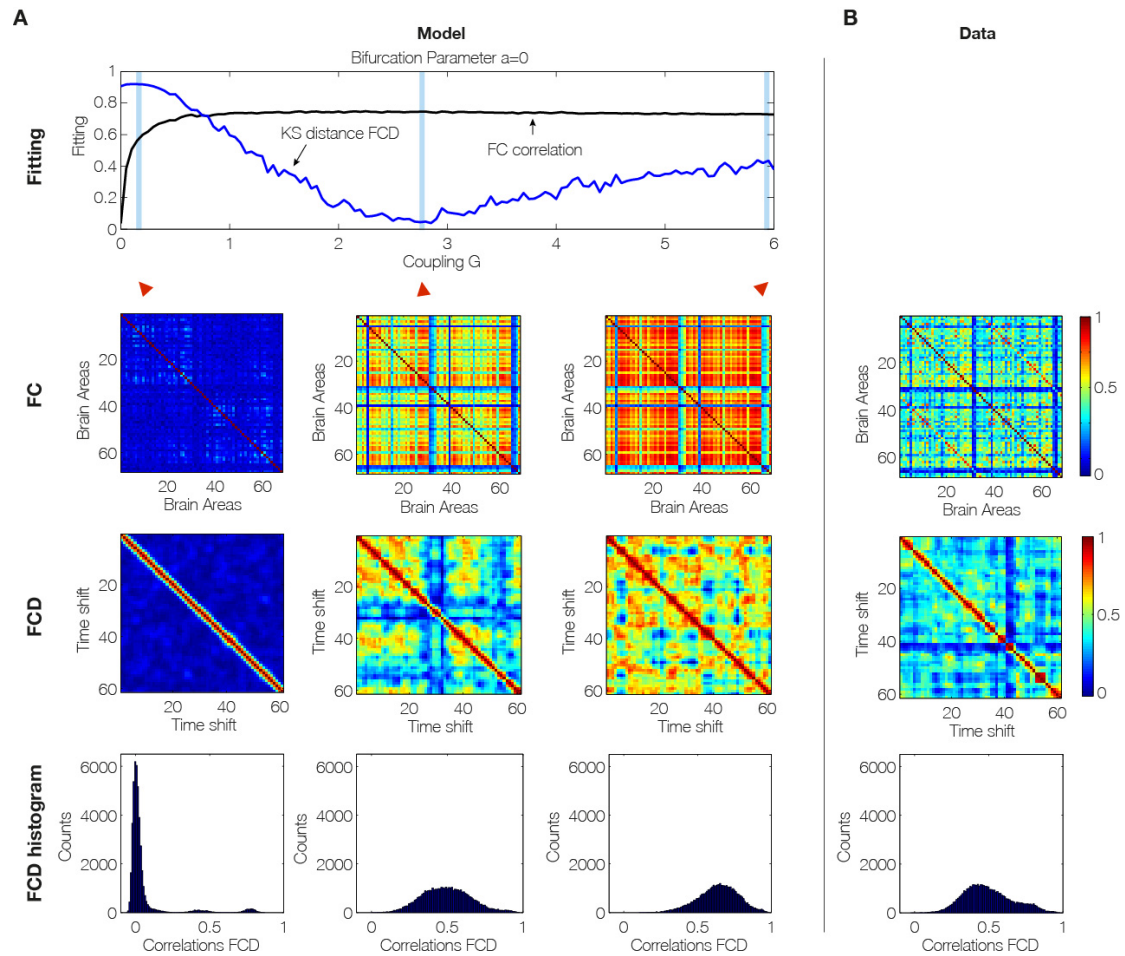 A
B
Model
Data
Bifurcation Parameter a=0
Fitting
Fitting
1
0.8
0.6
0.4
0.2
0
KS distance FCD
FC correlation
0 1 2 3 4 5 6
Coupling G
FC
Brain Areas
20
40
60
20 40 60
Brain Areas
Brain Areas
20
40
60
20 40 60
Brain Areas
Brain Areas
20
40
60
20 40 60
Brain Areas
Brain Areas
20
40
60
20 40 60
Brain Areas
1
0.5
0
FCD
Time shift
20
40
60
20 40 60
Time shift
Time shift
20
40
60
20 40 60
Time shift
Time shift
20
40
60
20 40 60
Time shift
Time shift
20
40
60
20 40 60
Time shift
1
0.5
0
FCD histogram
Counts
6000
4000
2000
0
0 0.5 1
Correlations FCD
Counts
6000
4000
2000
0
0 0.5 1
Correlations FCD
Counts
6000
4000
2000
0
0 0.5 1
Correlations FCD
Counts
6000
4000
2000
0
0 0.5 1
Correlations FCD